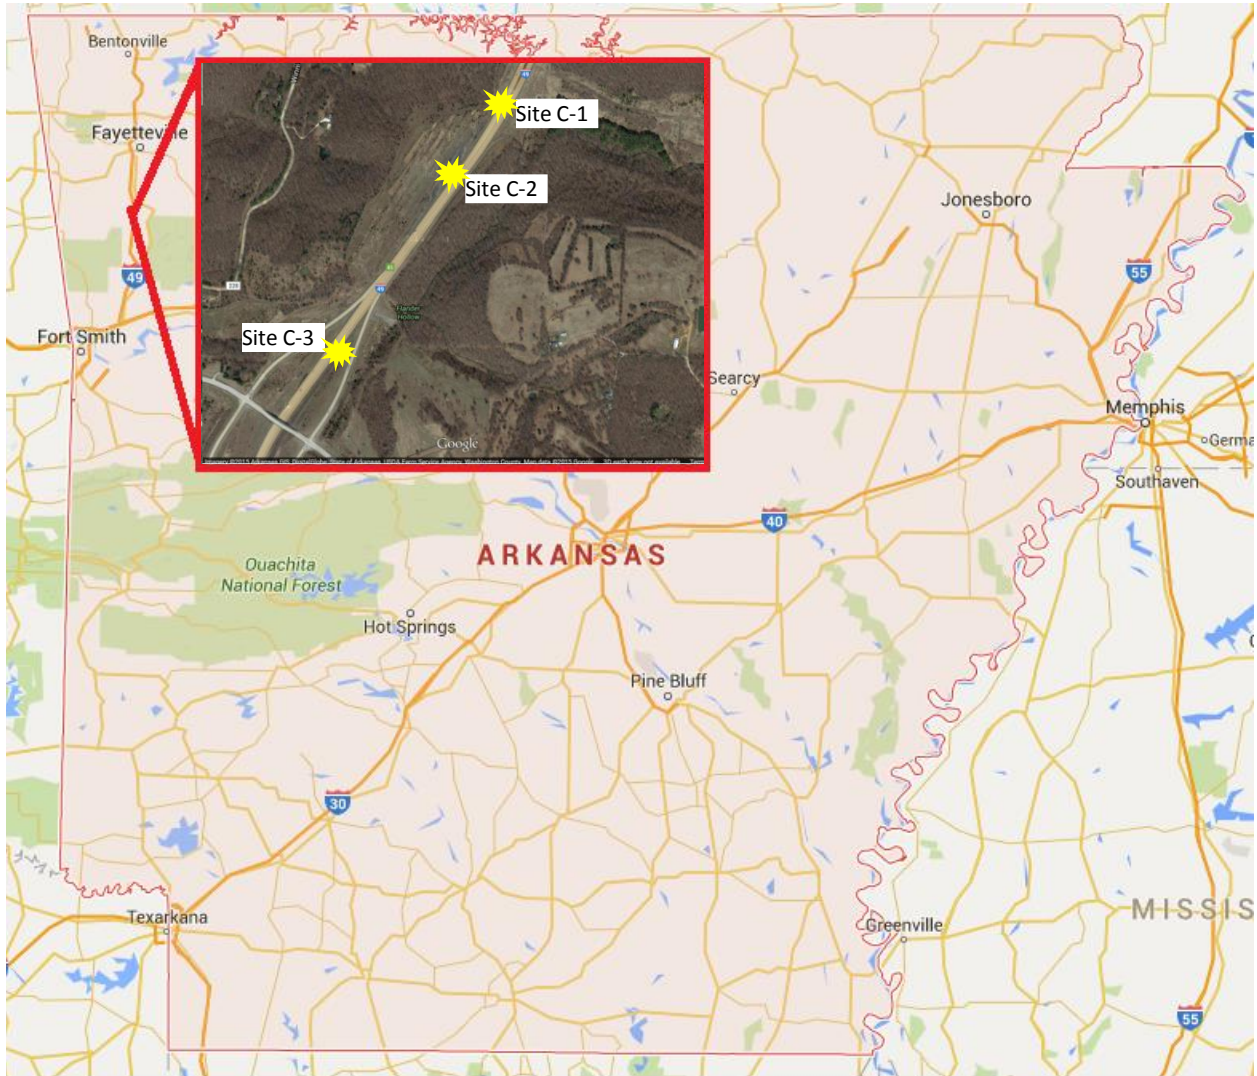 Bentonville
Fayetteville
49
Site C-1
Site C-2
Jonesboro
49
55
Fort Smith
Site C-3
Searcy
Memphis
Google
Germa
Southaven
40
Ouachita
National Forest
ARKANSAS
Hot Springs
Pine Bluff
30
Texarkana
Greenville
MISSIS
55